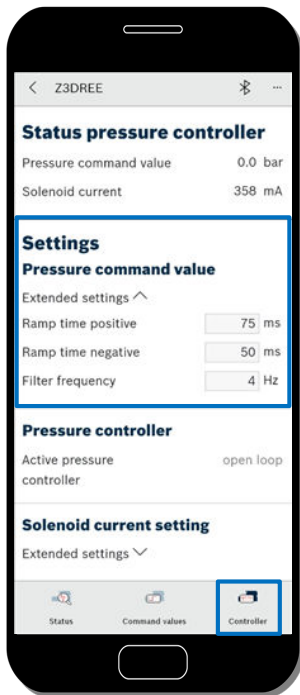 Z3DREE
Status pressure controller
Pressure command value 0.0 bar
Solenoid current 358 mA
Settings
Pressure command value
Extended settings
Ramp time positive 75 ms
Ramp time negative 50 ms
Filter frequency 4 Hz
Pressure controller
Active pressure controller open loop
Solenoid current setting
Extended settings
Status Command values Controller